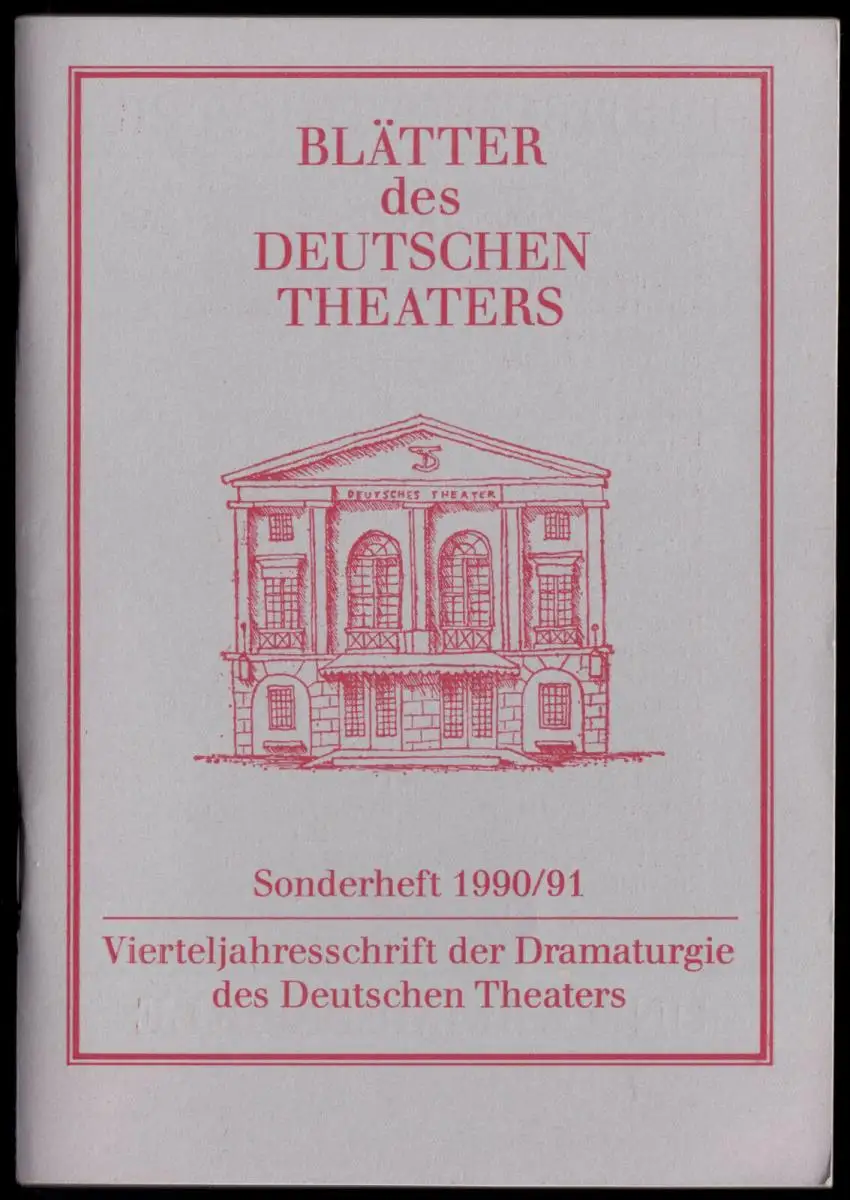 BLÄTTER
des
DEUTSCHEN
THEATERS
DEUTSCHES THEATER
Sonderheft 1990/91
Vierteljahresschrift der Dramaturgie
des Deutschen Theaters